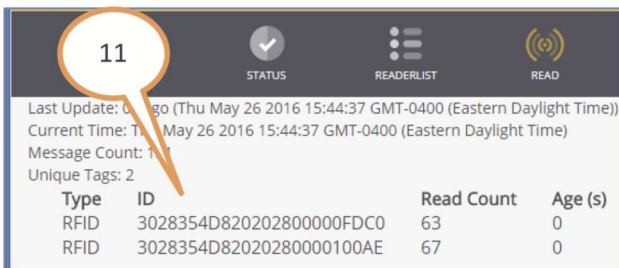 11
STATUS READERLIST READ
Last Update: go (Thu May 26 2016 15:44:37 GMT-0400 (Eastern Daylight Time))
Current Time: May 26 2016 15:44:37 GMT-0400 (Eastern Daylight Time)
Message Count:
Unique Tags: 2
Type ID Read Count Age (s)
RFID 3028354D820202800000FDC0 63 0
RFID 3028354D82020280000100AE 67 0